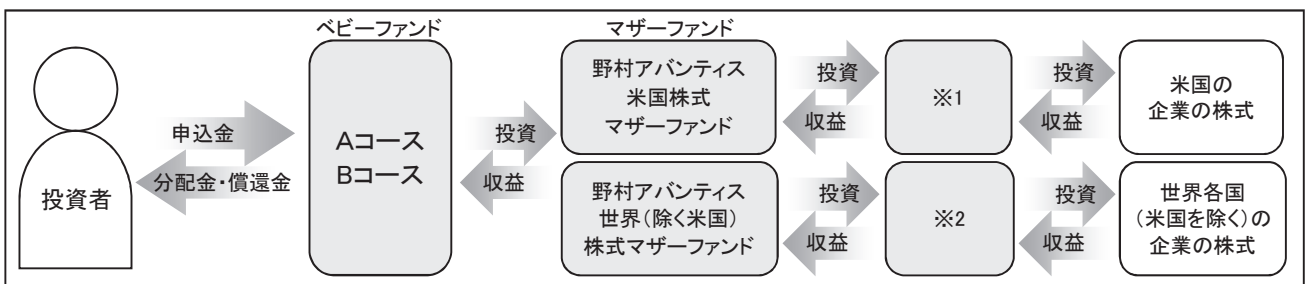 ベビーファンド
マザーファンド
投資者
申込金
分配金・償還金
Aコース
Bコース
投資
収益
野村アバンティス
米国株式
マザーファンド
投資
収益
※1
投資
収益
米国の
企業の株式
野村アバンティス
世界(除く米国)
株式マザーファンド
投資
収益
※2
投資
収益
世界各国
(米国を除く)の
企業の株式